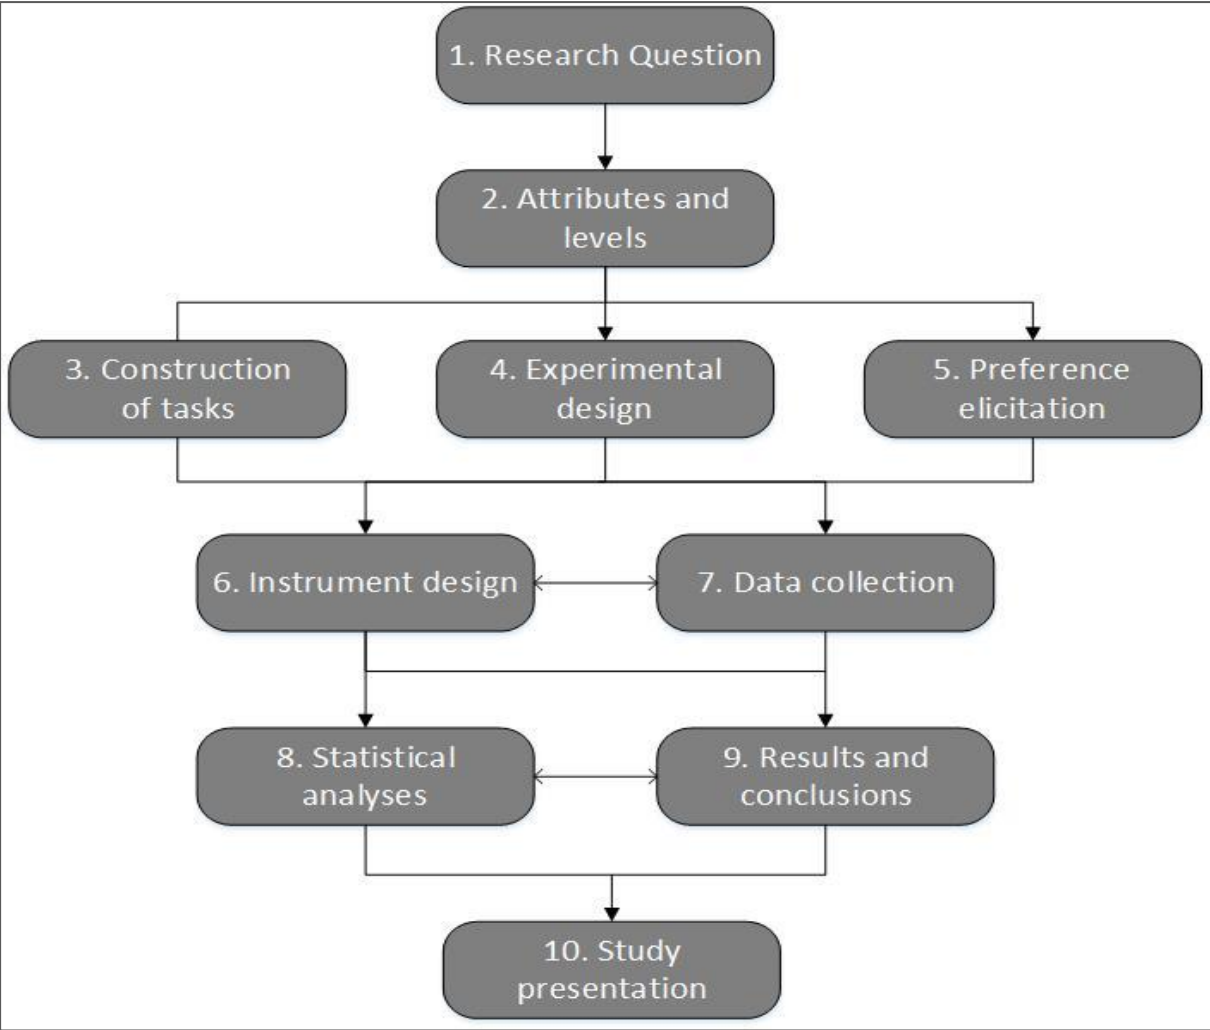 1. Research Question
2. Attributes and
levels
3. Construction
of tasks
4. Experimental
design
5. Preference
elicitation
6. Instrument design
7. Data collection
8. Statistical
analyses
9. Results and
conclusions
10. Study
presentation